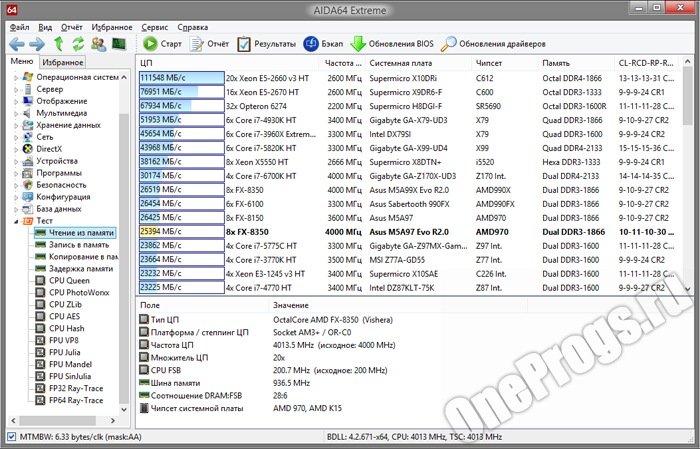 64 AIDA64 Extreme
Файл Вид Отчёт Избранное Сервис Справка
Старт Отчёт Результаты Бэкап Обновления BIOS Обновления драйверов
Меню Избранное
Операционная систем
Сервер
Отображение
Мультимедиа
Хранение данных
Сеть
DirectX
Устройства
Программы
Безопасность
Конфигурация
База данных
Тест
Чтение из памяти
Запись в память
Копирование в пам
Задержка памяти
CPU Queen
CPU PhotoWorxx
CPU ZLib
CPU AES
CPU Hash
FPU VP8
FPU Julia
FPU Mandel
FPU SinJulia
FP32 Ray-Trace
FP64 Ray-Trace
ЦП Частота ... Системная плата Чипсет Память CL-RCD-RP-R...
111548 МБ/с 20x Xeon E5-2660 v3 HT 2600 МГц Supermicro X10DRi C612 Octal DDR4-1866 13-13-13-31 C
76951 МБ/с 16x Xeon E5-2670 HT 2600 МГц Supermicro X9DR6-F C600 Octal DDR3-1333 9-9-9-24 CR1
67934 МБ/с 32x Opteron 6274 2200 МГц Supermicro H8DGI-F SR5690 Octal DDR3-1600R 11-11-11-28 C
51953 МБ/с 6x Core i7-4930K HT 3400 МГц Gigabyte GA-X79-UD3 X79 Quad DDR3-1866 9-10-9-27 CR2
45654 МБ/с 6x Core i7-3960X Extrem... 3300 МГц Intel DX79SI X79 Quad DDR3-1600 9-9-9-24 CR2
43968 МБ/с 6x Core i7-5820K HT 3300 МГц Gigabyte GA-X99-UD4 X99 Quad DDR4-2133 15-15-15-36 C
38162 МБ/с 8x Xeon X5550 HT 2666 МГц Supermicro X8DTN+ i5520 Hexa DDR3-1333 9-9-9-24 CR1
30174 МБ/с 4x Core i7-6700K HT 4000 МГц Gigabyte GA-Z170X-UD3 Z170 Int. Dual DDR4-2133 14-14-14-35 C
26519 МБ/с 8x FX-8350 4000 МГц Asus M5A99X Evo R2.0 AMD990X Dual DDR3-1866 9-10-9-27 CR2
26450 МБ/с 6x FX-6100 3300 МГц Asus Sabertooth 990FX AMD990FX Dual DDR3-1866 9-10-9-27 CR2
26425 МБ/с 8x FX-8150 3600 МГц Asus M5A97 AMD970 Dual DDR3-1866 9-10-9-27 CR2
25394 МБ/с 8x FX-8350 4000 МГц Asus M5A97 Evo R2.0 AMD970 Dual DDR3-1866 10-11-10-30 ...
23862 МБ/с 4x Core i7-5775C HT 3300 МГц Gigabyte GA-Z97MX-Gam... Z97 Int. Dual DDR3-1600 11-11-11-28 C
23664 МБ/с 4x Core i7-3770K HT 3500 МГц MSI Z77A-GD55 Z77 Int. Dual DDR3-1600 9-9-9-24 CR2
23232 МБ/с 4x Xeon E3-1245 v3 HT 3400 МГц Supermicro X10SAE C226 Int. Dual DDR3-1600 11-11-11-28 C
23225 МБ/с 4x Core i7-4770 HT 3400 МГц Intel DZ87KLT-75K Z87 Int. Dual DDR3-1600 9-9-9-27 CR2
Поле Значение
Тип ЦП OctalCore AMD FX-8350 (Vishera)
Платформа / степпинг ЦП Socket AM3+ / OR-C0
Частота ЦП 4013.5 MHz (исходное: 4000 MHz)
Множитель ЦП 20x
CPU FSB 200.7 MHz (исходное: 200 MHz)
Шина памяти 936.5 MHz
Соотношение DRAM:FSB 28:6
Чипсет системной платы AMD 970, AMD K15
OneProgs.ru
MTMBW: 6.33 bytes/clk (mask:AA) BDLL: 4.2.671-x64, CPU: 4013 MHz, TSC: 4013 MHz